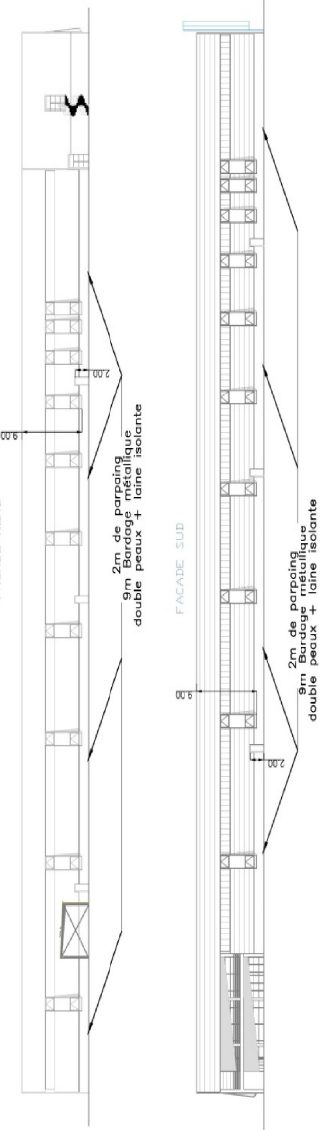 9.00
2.00
2m de parpaing
9m Bardage métallique
double peaux + laine isolante
FACADE SUD
9.00
2.00
2m de parpaing
9m Bardage métallique
double peaux + laine isolante